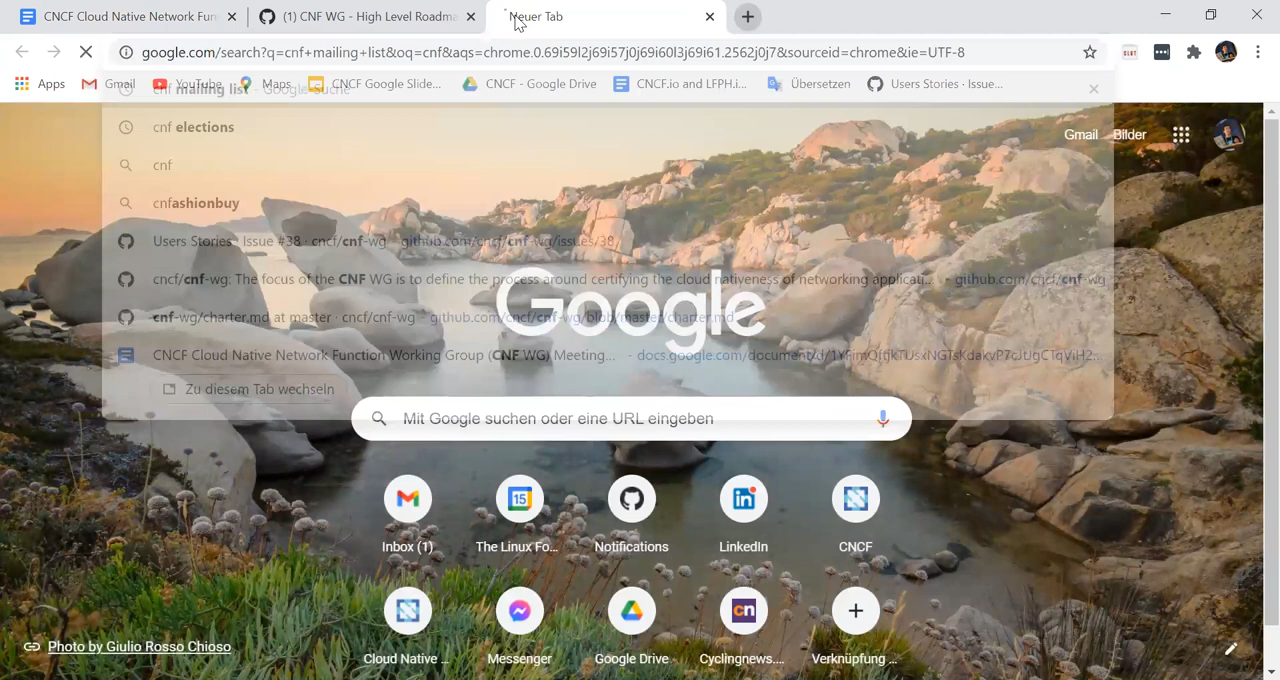 CNCF Cloud Native Network Fun
(1) CNF WG - High Level Roadma
Neuer Tab
google.com/search?q=cnf+mailing+list&oq=cnf&aqs=chrome.0.69i59l2j69i57j0j69i60l3j69i61.2562j0j7&sourceid=chrome&ie=UTF-8
Apps
Gmail
YouTube
Maps
CNCF Google Slide...
CNCF - Google Drive
CNCF.io and LFPH.i...
Übersetzen
Users Stories · Issue...
cnf mailing list - Google-Suche
Gmail
Bilder
cnf elections
cnf
cnfashionbuy
Users Stories · Issue #38 · cncf/cnf-wg - github.com/cncf/cnf-wg/issues/38
cncf/cnf-wg: The focus of the CNF WG is to define the process around certifying the cloud nativeness of networking applicati... - github.com/cncf/cnf-wg
Google
cnf-wg/charter.md at master · cncf/cnf-wg - github.com/cncf/cnf-wg/blob/master/charter.md
CNCF Cloud Native Network Function Working Group (CNF WG) Meeting... -
Zu diesem Tab wechseln
Mit Google suchen oder eine URL eingeben
15
Inbox (1)
The Linux Fo...
Notifications
LinkedIn
CNCF
cn
Cloud Native ...
Messenger
Google Drive
Cyclingnews....
Verknüpfung ...
Photo by Giulio Rosso Chioso